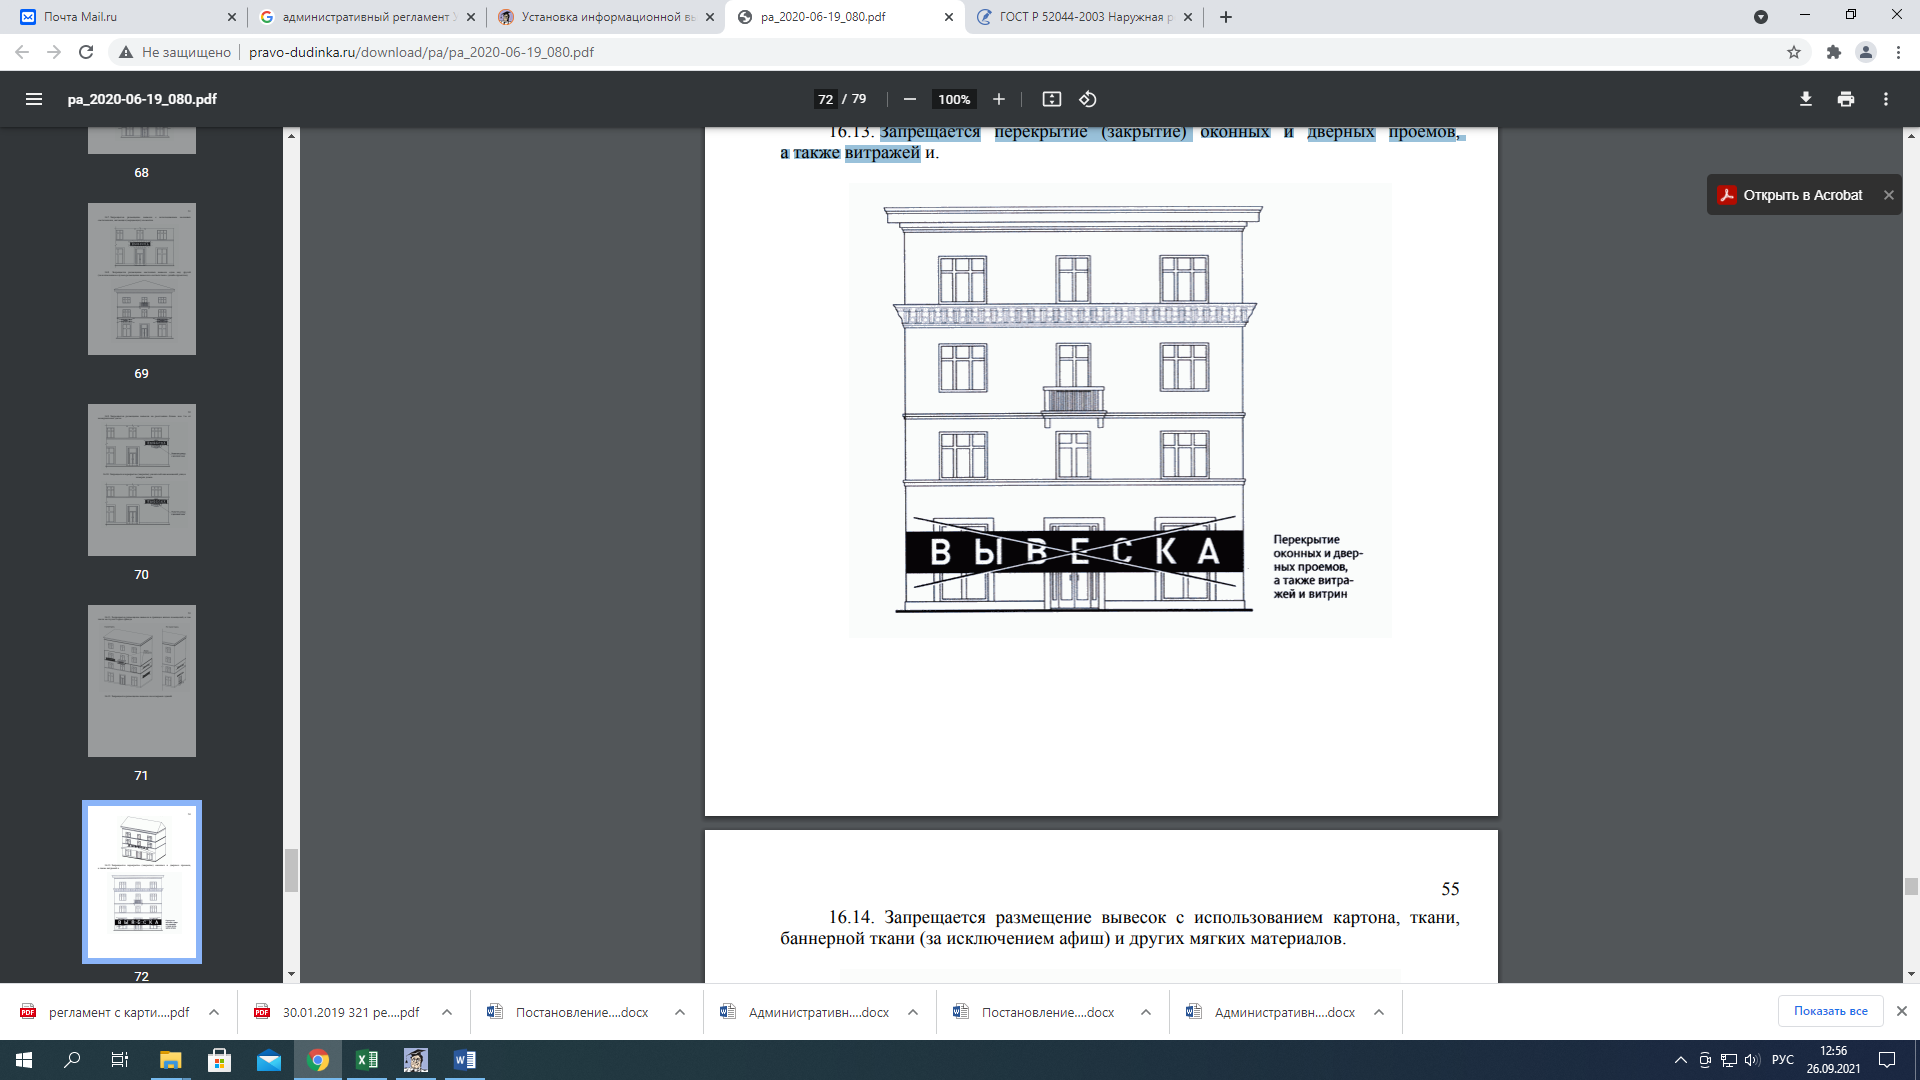 Почта Mail.ru
административный регламент
Установка информационной вы
pa_2020-06-19_080.pdf
ГОСТ Р 52044-2003 Наружная р
Не защищено
pravo-dudinka.ru/download/pa/pa_2020-06-19_080.pdf
pa_2020-06-19_080.pdf
72 / 79
100%
Открыть в Acrobat
68
69
70
71
72
16.13. Запрещается перекрытие (закрытие) оконных и дверных проемов,
а также витражей и.
ВЫВЕСКА
Перекрытие
оконных и двер-
ных проемов,
а также витра-
жей и витрин
55
16.14. Запрещается размещение вывесок с использованием картона, ткани,
баннерной ткани (за исключением афиш) и других мягких материалов.
регламент с карти....pdf
30.01.2019 321 ре....pdf
Постановление....docx
Административн....docx
Постановление....docx
Административн....docx
Показать все
РУС
12:56
26.09.2021